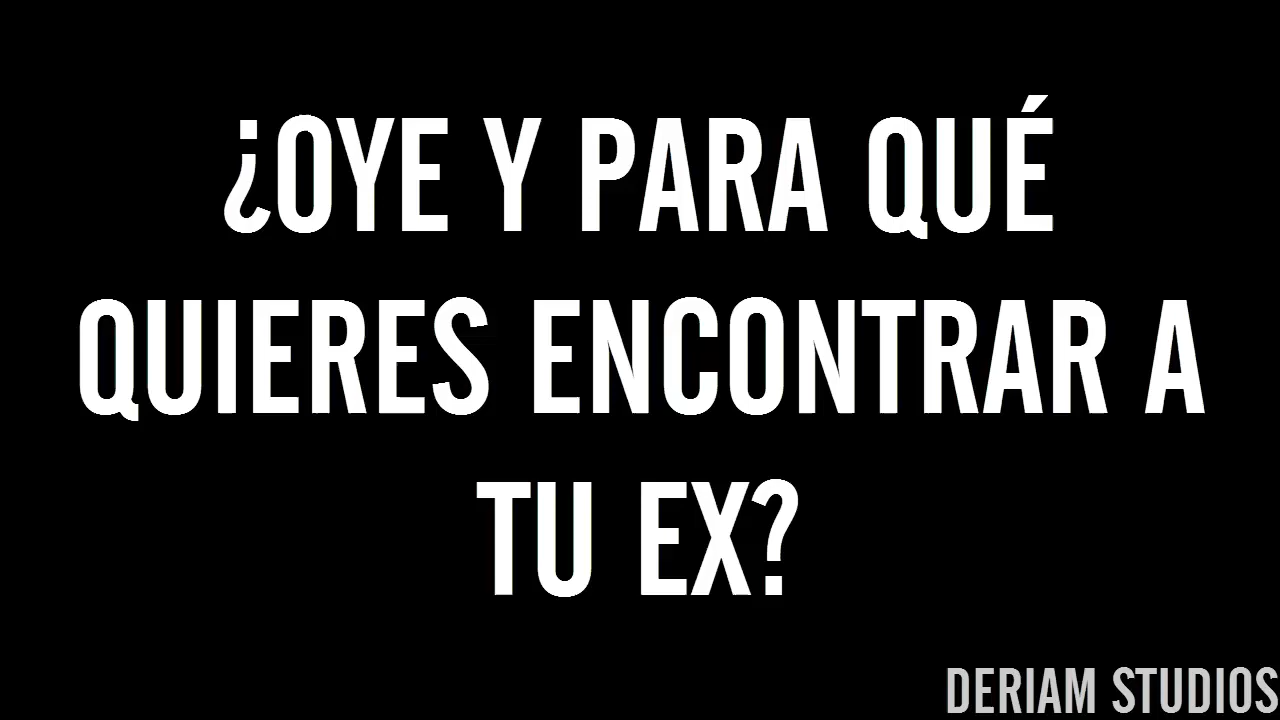 ¿OYE Y PARA QUÉ
QUIERES ENCONTRAR A
TU EX?
DERIAM STUDIOS